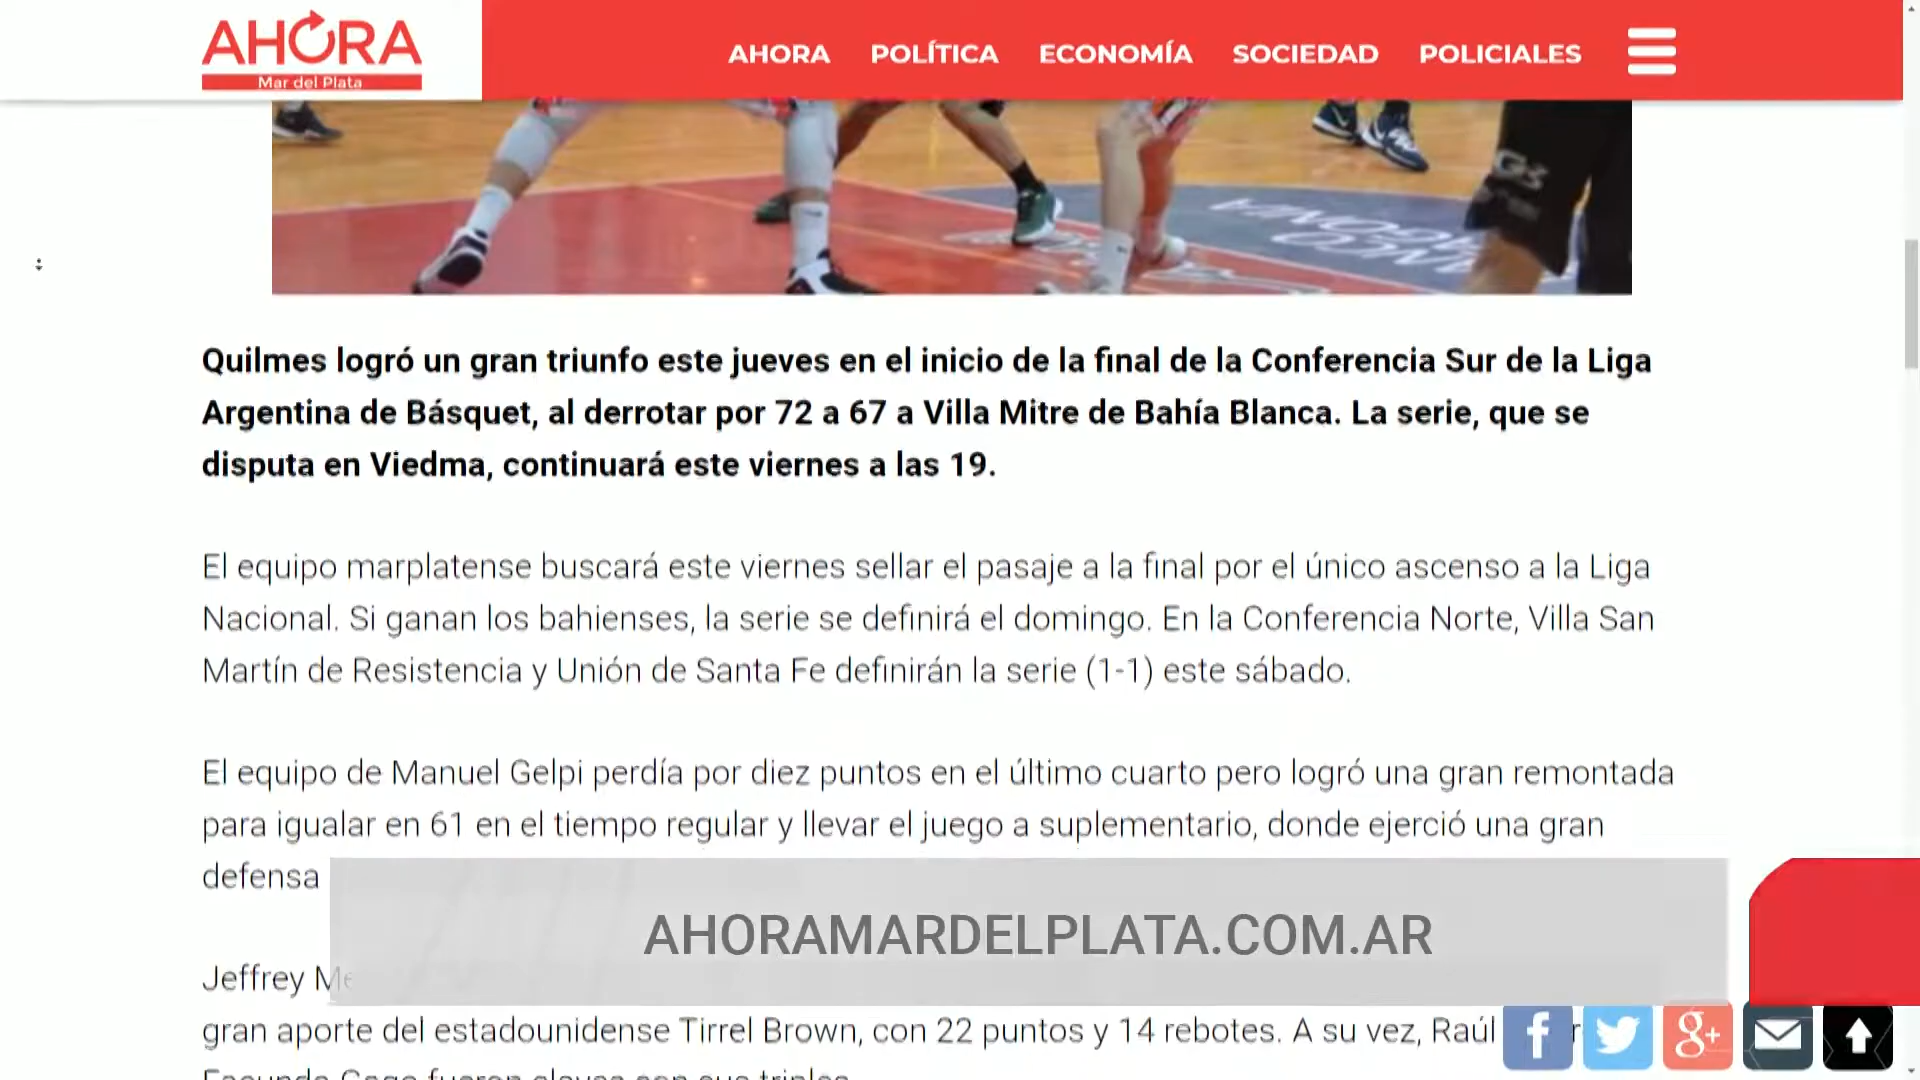 AHORA
Mar del Plata
AHORA POLÍTICA ECONOMÍA SOCIEDAD POLICIALES
Quilmes logró un gran triunfo este jueves en el inicio de la final de la Conferencia Sur de la Liga
Argentina de Básquet, al derrotar por 72 a 67 a Villa Mitre de Bahía Blanca. La serie, que se
disputa en Viedma, continuará este viernes a las 19.
El equipo marplatense buscará este viernes sellar el pasaje a la final por el único ascenso a la Liga
Nacional. Si ganan los bahienses, la serie se definirá el domingo. En la Conferencia Norte, Villa San
Martín de Resistencia y Unión de Santa Fe definirán la serie (1-1) este sábado.
El equipo de Manuel Gelpi perdía por diez puntos en el último cuarto pero logró una gran remontada
para igualar en 61 en el tiempo regular y llevar el juego a suplementario, donde ejerció una gran
defensa
AHORAMARDELPLATA.COM.AR
Jeffrey
gran aporte del estadounidense Tirrel Brown, con 22 puntos y 14 rebotes. A su vez, Raúl